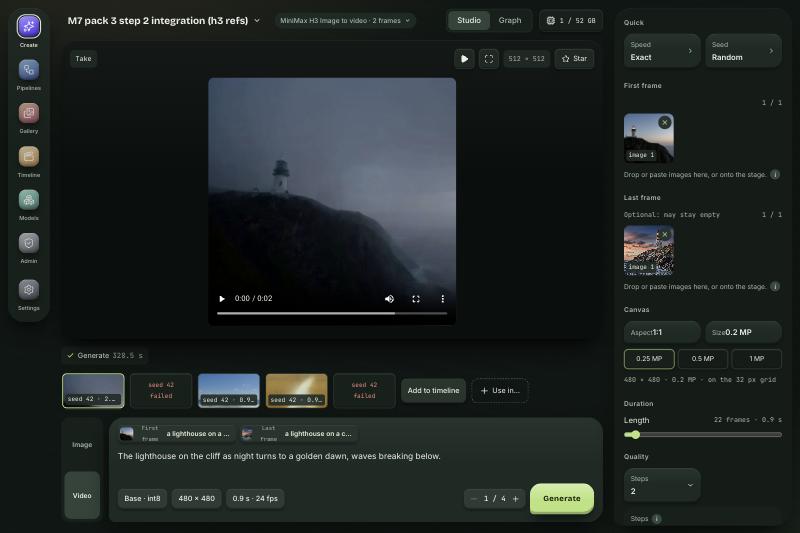 M7 pack 3 step 2 integration (h3 refs)
MiniMax H3 Image to video · 2 frames
Studio
Graph
1 / 52 GB
Create
Pipelines
Gallery
Timeline
Models
Admin
Settings
Take
512 × 512
Star
0:00 / 0:02
Generate 328.5 s
seed 42 · 2.…
seed 42
failed
seed 42 · 0.9…
seed 42 · 0.9…
seed 42
failed
Add to timeline
Use in...
Image
Video
First frame
a lighthouse on a ...
Last frame
a lighthouse on a c...
The lighthouse on the cliff as night turns to a golden dawn, waves breaking below.
Base · int8
480 × 480
0.9 s · 24 fps
1 / 4
Generate
Quick
Speed
Exact
Seed
Random
First frame
1 / 1
image 1
Drop or paste images here, or onto the stage.
Last frame
Optional: may stay empty
1 / 1
image 1
Drop or paste images here, or onto the stage.
Canvas
Aspect 1:1
Size 0.2 MP
0.25 MP
0.5 MP
1 MP
480 × 480 · 0.2 MP · on the 32 px grid
Duration
Length
22 frames · 0.9 s
Quality
Steps
2
Steps